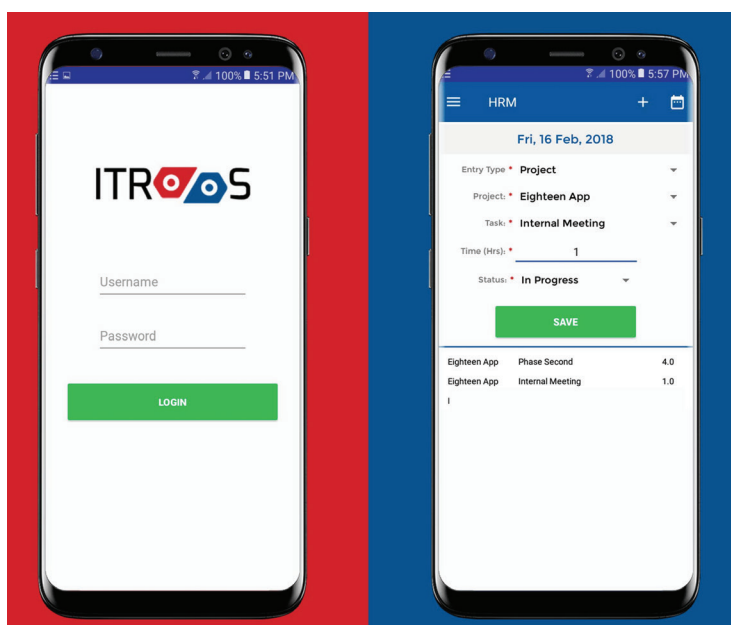 100% 5:51 PM
ITROOS
Username
Password
LOGIN
100% 5:57 PM
HRM +
Fri, 16 Feb, 2018
Entry Type * Project
Project: * Eighteen App
Task: * Internal Meeting
Time (Hrs): * 1
Status: * In Progress
SAVE
Eighteen App Phase Second 4.0
Eighteen App Internal Meeting 1.0